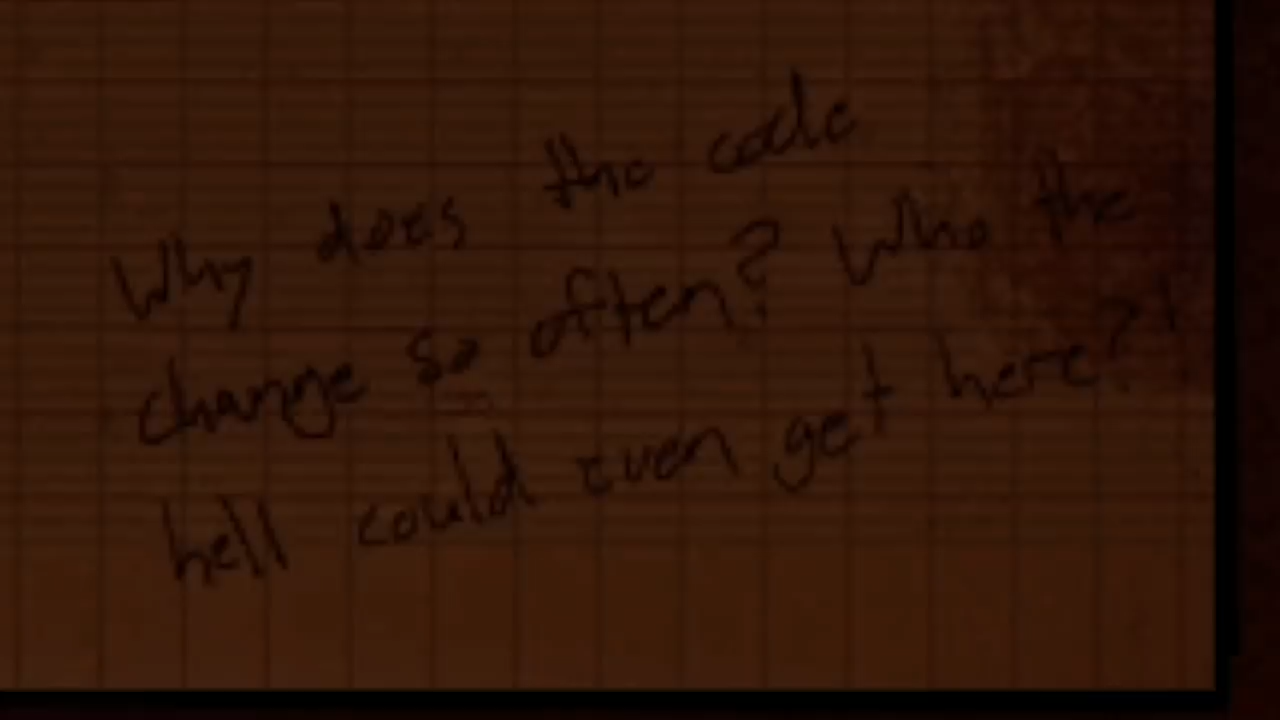 Why does the code
change so often? Who the
hell could even get here?!